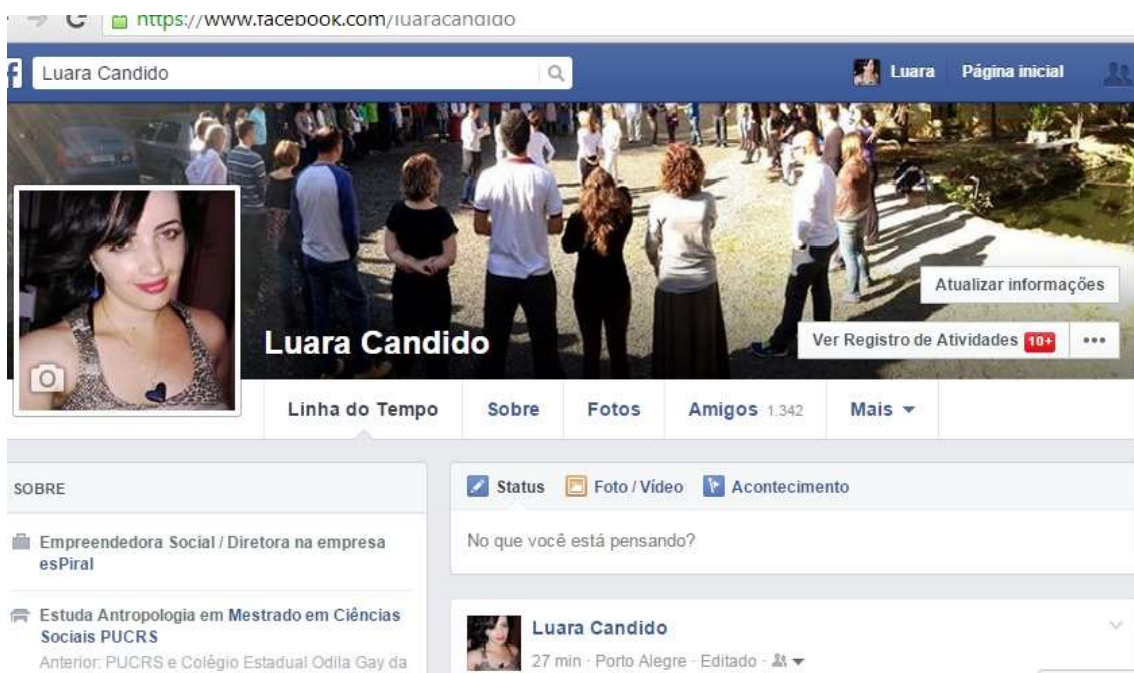 https://www.facebook.com/luaracandido
f Luara Candido
Luara Página inicial
Atualizar informações
Luara Candido
Ver Registro de Atividades 10+
Linha do Tempo Sobre Fotos Amigos 1.342 Mais
SOBRE
Empreendedora Social / Diretora na empresa
esPiral
Estuda Antropologia em Mestrado em Ciências
Sociais PUCRS
Anterior: PUCRS e Colégio Estadual Odila Gay da
Status Foto / Vídeo Acontecimento
No que você está pensando?
Luara Candido
27 min · Porto Alegre · Editado ·